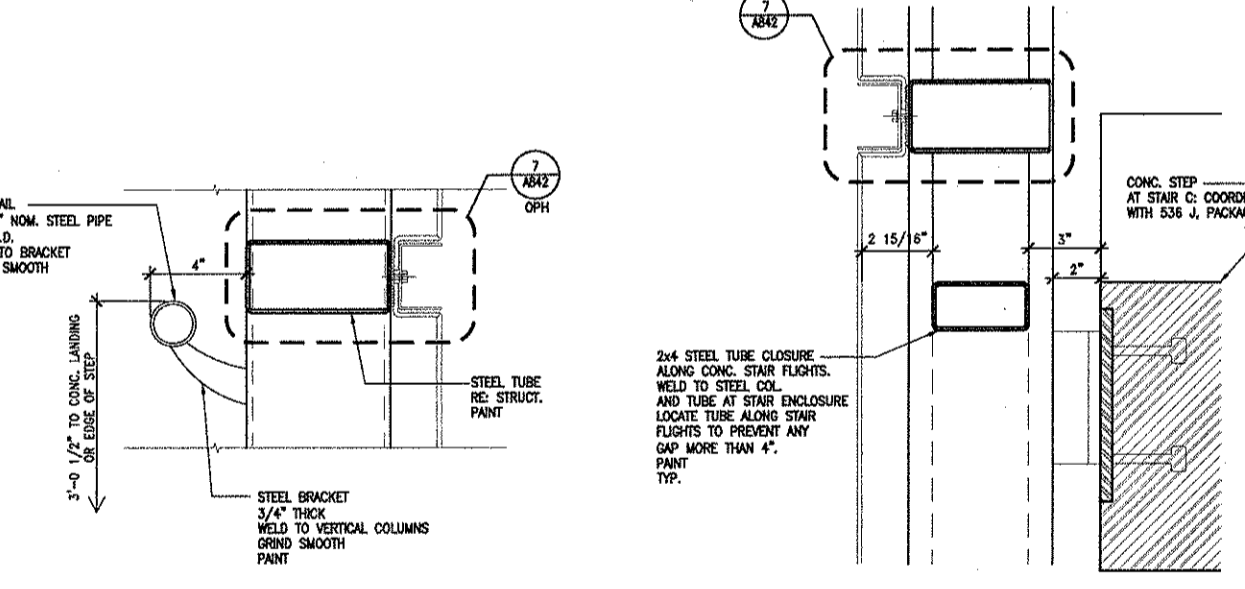 AIL
" NOM. STEEL PIPE
LD.
TO BRACKET
SMOOTH
4"
3'-0 1/2" TO CONC. LANDING
OR EDGE OF STEP
7
A842
OPH
STEEL TUBE
RE: STRUCT.
PAINT
STEEL BRACKET
3/4" THICK
WELD TO VERTICAL COLUMNS
GRIND SMOOTH
PAINT
7
A842
2 15/16"
3"
2"
CONC. STEP
AT STAIR C: COORD
WITH 536 J, PACKA
2x4 STEEL TUBE CLOSURE
ALONG CONC. STAIR FLIGHTS.
WELD TO STEEL COL.
AND TUBE AT STAIR ENCLOSURE
LOCATE TUBE ALONG STAIR
FLIGHTS TO PREVENT ANY
GAP MORE THAN 4".
PAINT
TYP.